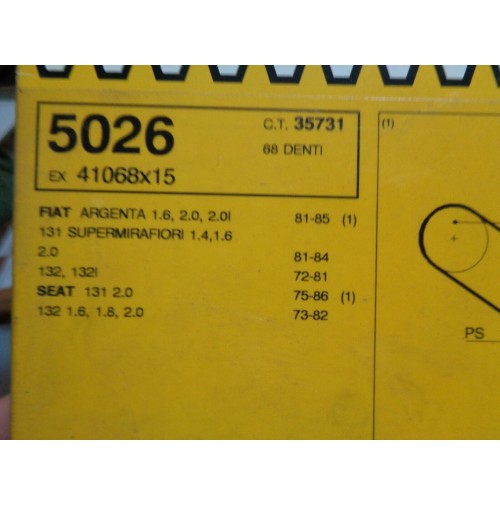 5026 C.T. 35731
68 DENTI
EX 41068x15
FIAT ARGENTA 1.6, 2.0, 2.0I 81-85 (1)
131 SUPERMIRAFIORI 1.4,1.6
2.0 81-84
132, 132I 72-81
SEAT 131 2.0 75-86 (1)
132 1.6, 1.8, 2.0 73-82
(1)
PS